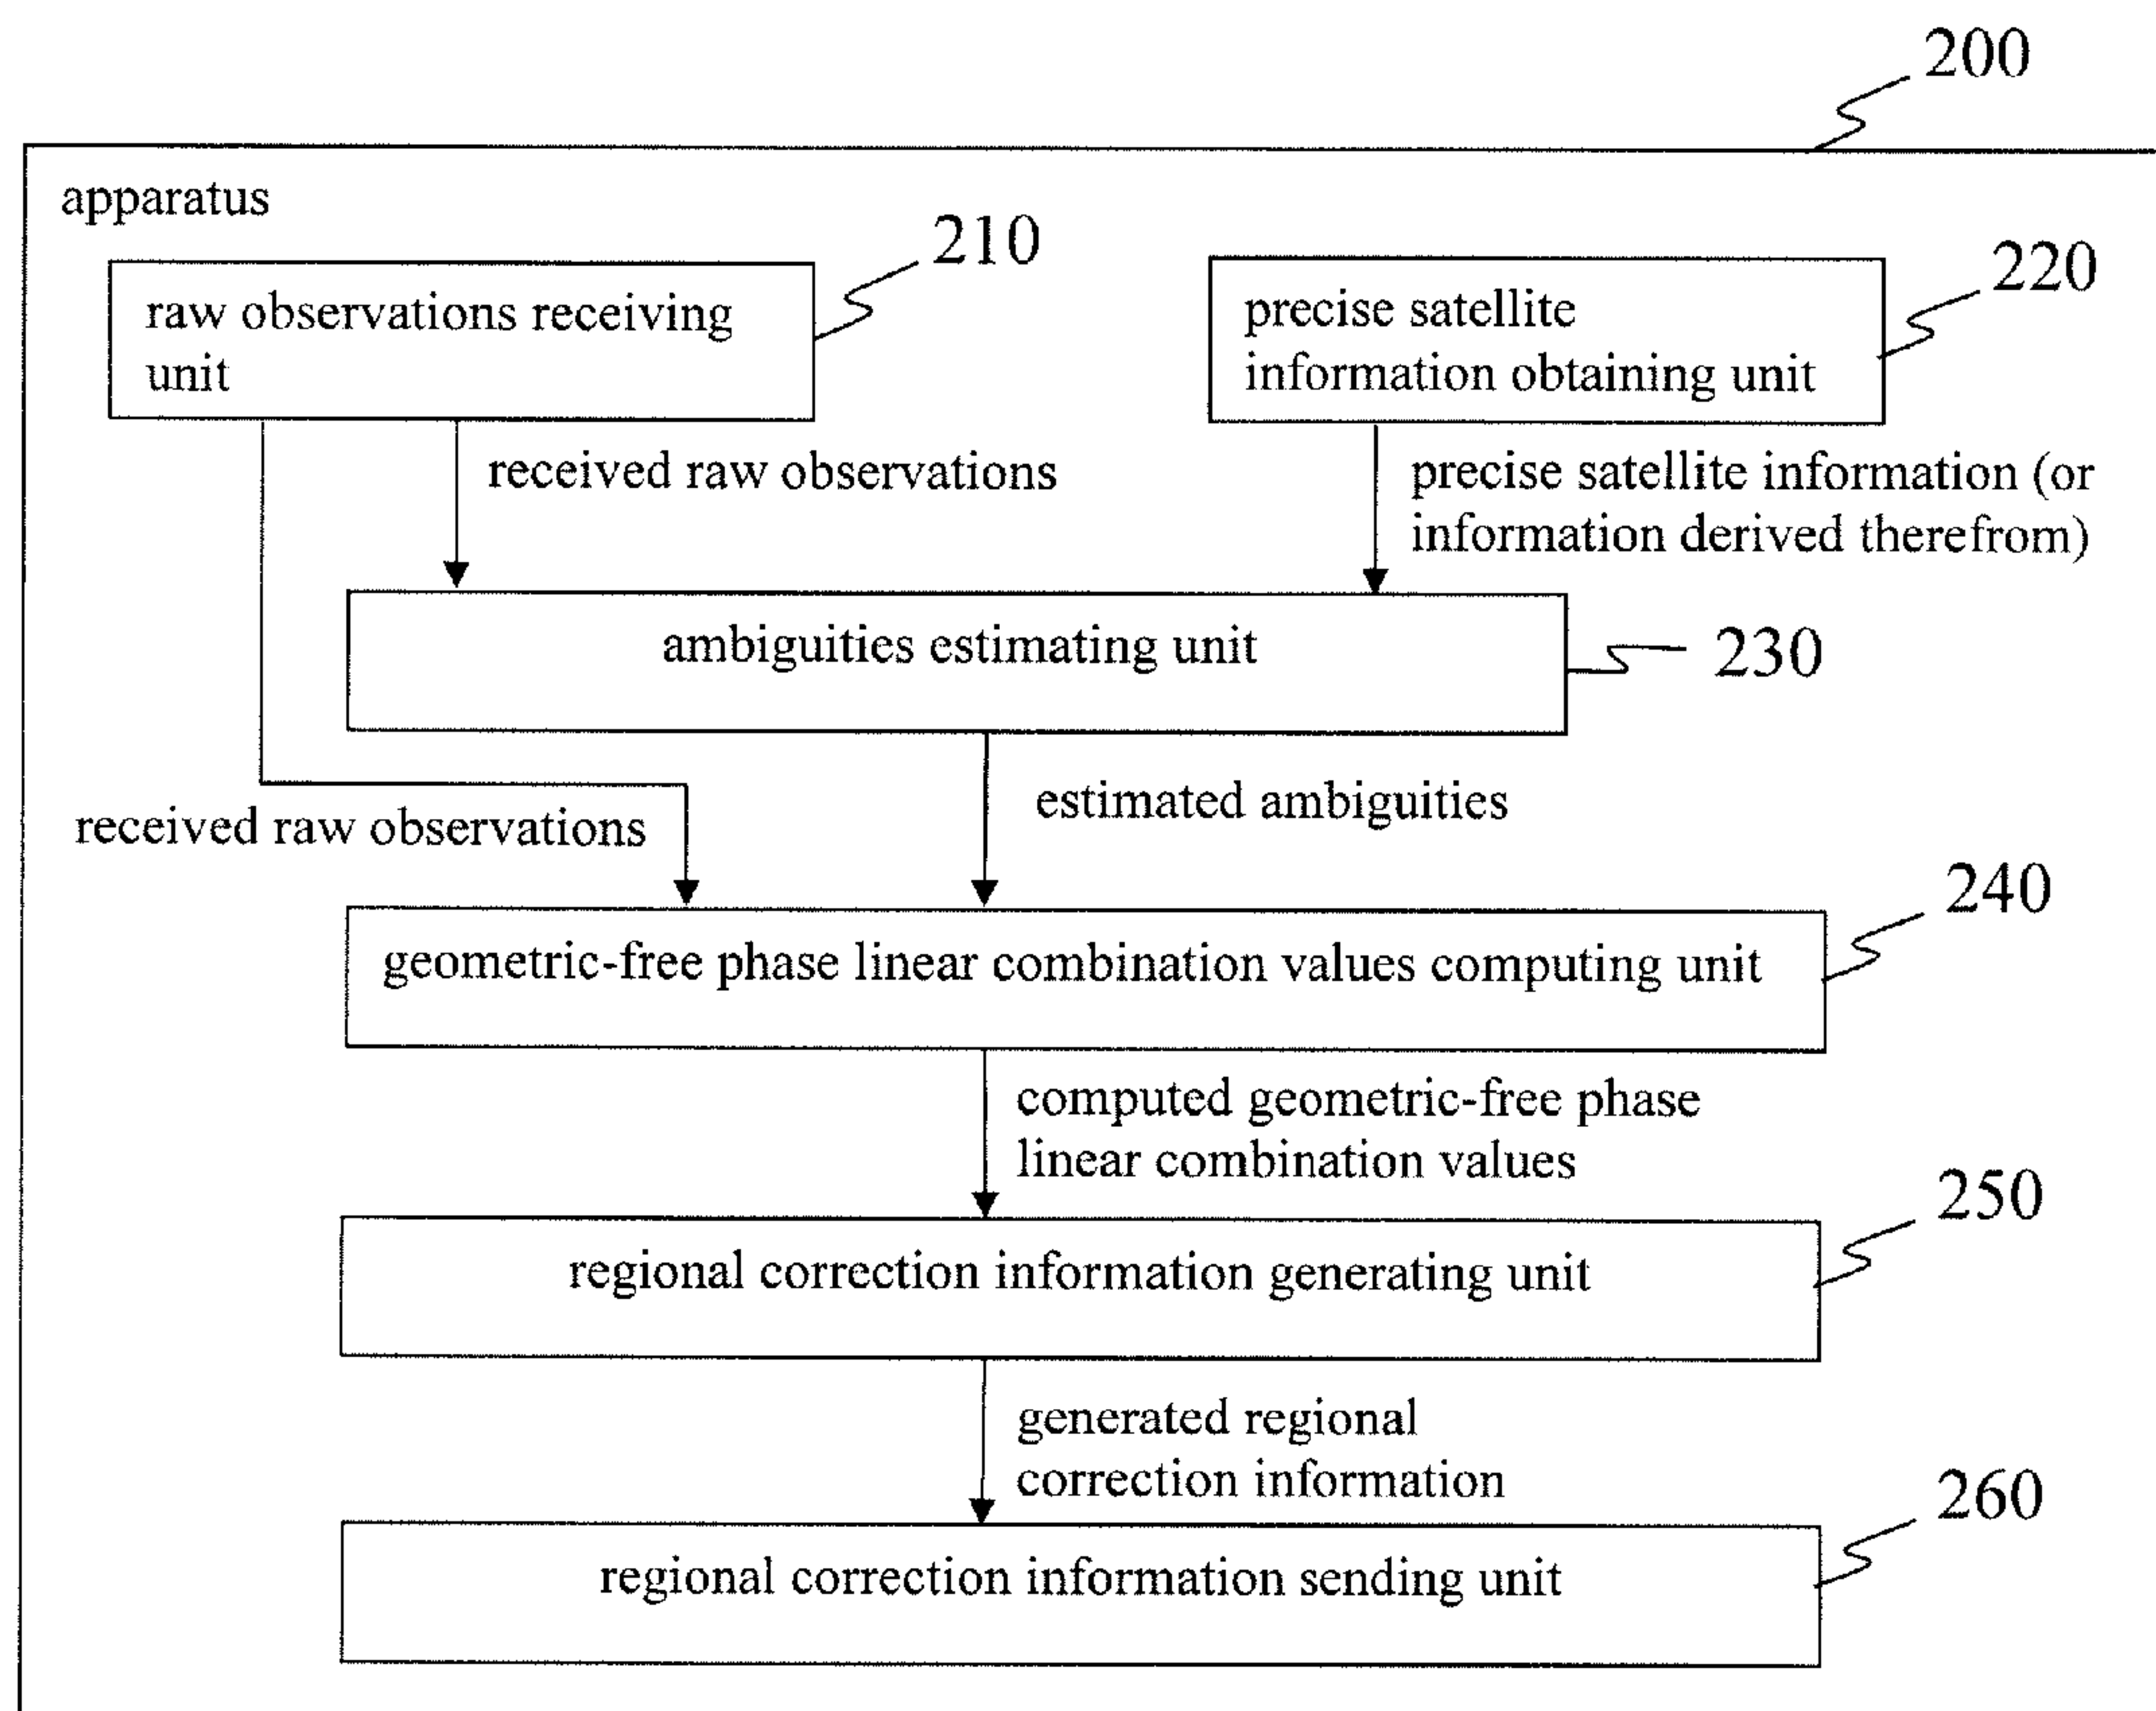 200
apparatus
210
220
raw observations receiving
unit
precise satellite
information obtaining unit
received raw observations
precise satellite information (or
information derived therefrom)
ambiguities estimating unit
230
estimated ambiguities
received raw observations
240
geometric-free phase linear combination values computing unit
computed geometric-free phase
linear combination values
250
regional correction information generating unit
generated regional
correction information
260
regional correction information sending unit